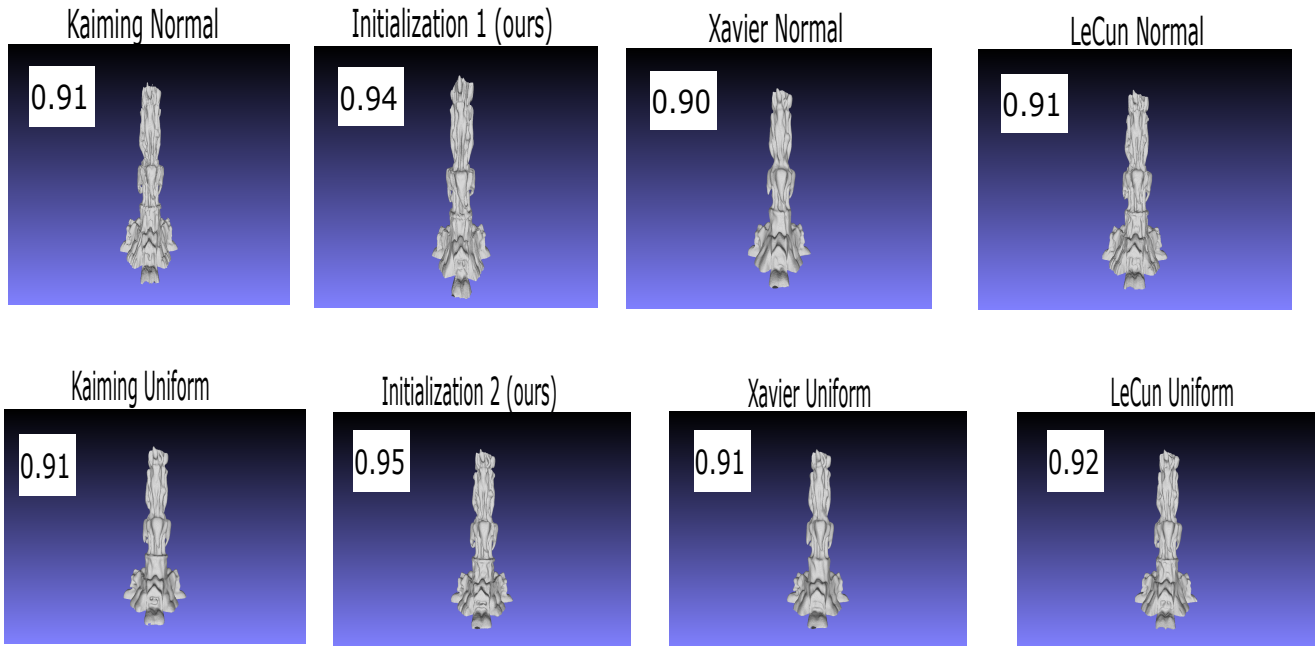 Kaiming Normal
Initialization 1 (ours)
Xavier Normal
LeCun Normal
0.91
0.94
0.90
0.91
Kaiming Uniform
Initialization 2 (ours)
Xavier Uniform
LeCun Uniform
0.91
0.95
0.91
0.92